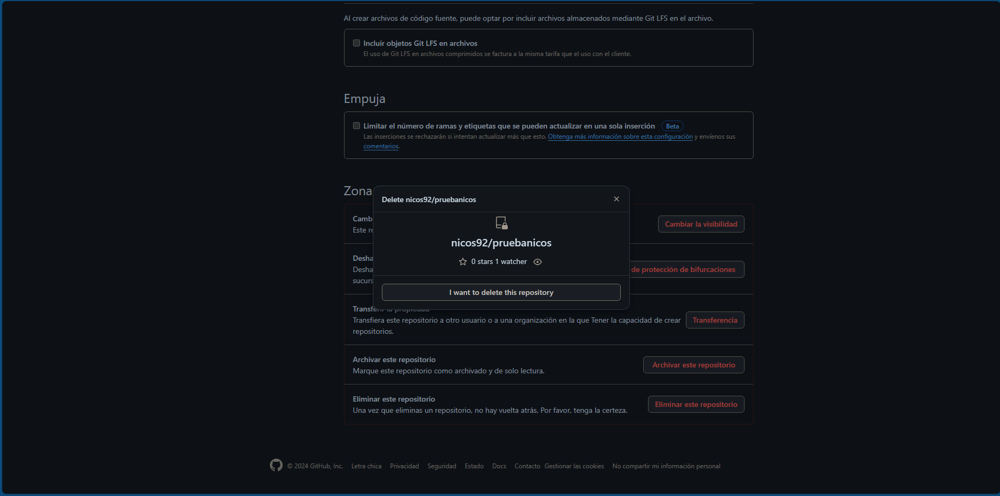 Al crear archivos de código fuente, puede optar por incluir archivos almacenados mediante Git LFS en el archivo.
Incluir objetos Git LFS en archivos
El uso de Git LFS en archivos comprimidos se factura a la misma tarifa que el uso con el cliente.
Empuja
Limitar el número de ramas y etiquetas que se pueden actualizar en una sola inserción Beta
Las inserciones se rechazarán si intentan actualizar más que esto. Obtenga más información sobre esta configuración y envíenos sus
comentarios.
Zona
Delete nicos92/pruebanicos
nicos92/pruebanicos
0 stars 1 watcher
I want to delete this repository
Camb
Este re
Cambiar la visibilidad
Desha
Desha
sucurs
de protección de bifurcaciones
Transferir la propiedad
Transfiera este repositorio a otro usuario o a una organización en la que Tener la capacidad de crear
repositorios.
Transferencia
Archivar este repositorio
Marque este repositorio como archivado y de solo lectura.
Archivar este repositorio
Eliminar este repositorio
Una vez que eliminas un repositorio, no hay vuelta atrás. Por favor, tenga la certeza.
Eliminar este repositorio
© 2024 GitHub, Inc. Letra chica Privacidad Seguridad Estado Docs Contacto Gestionar las cookies No compartir mi información personal